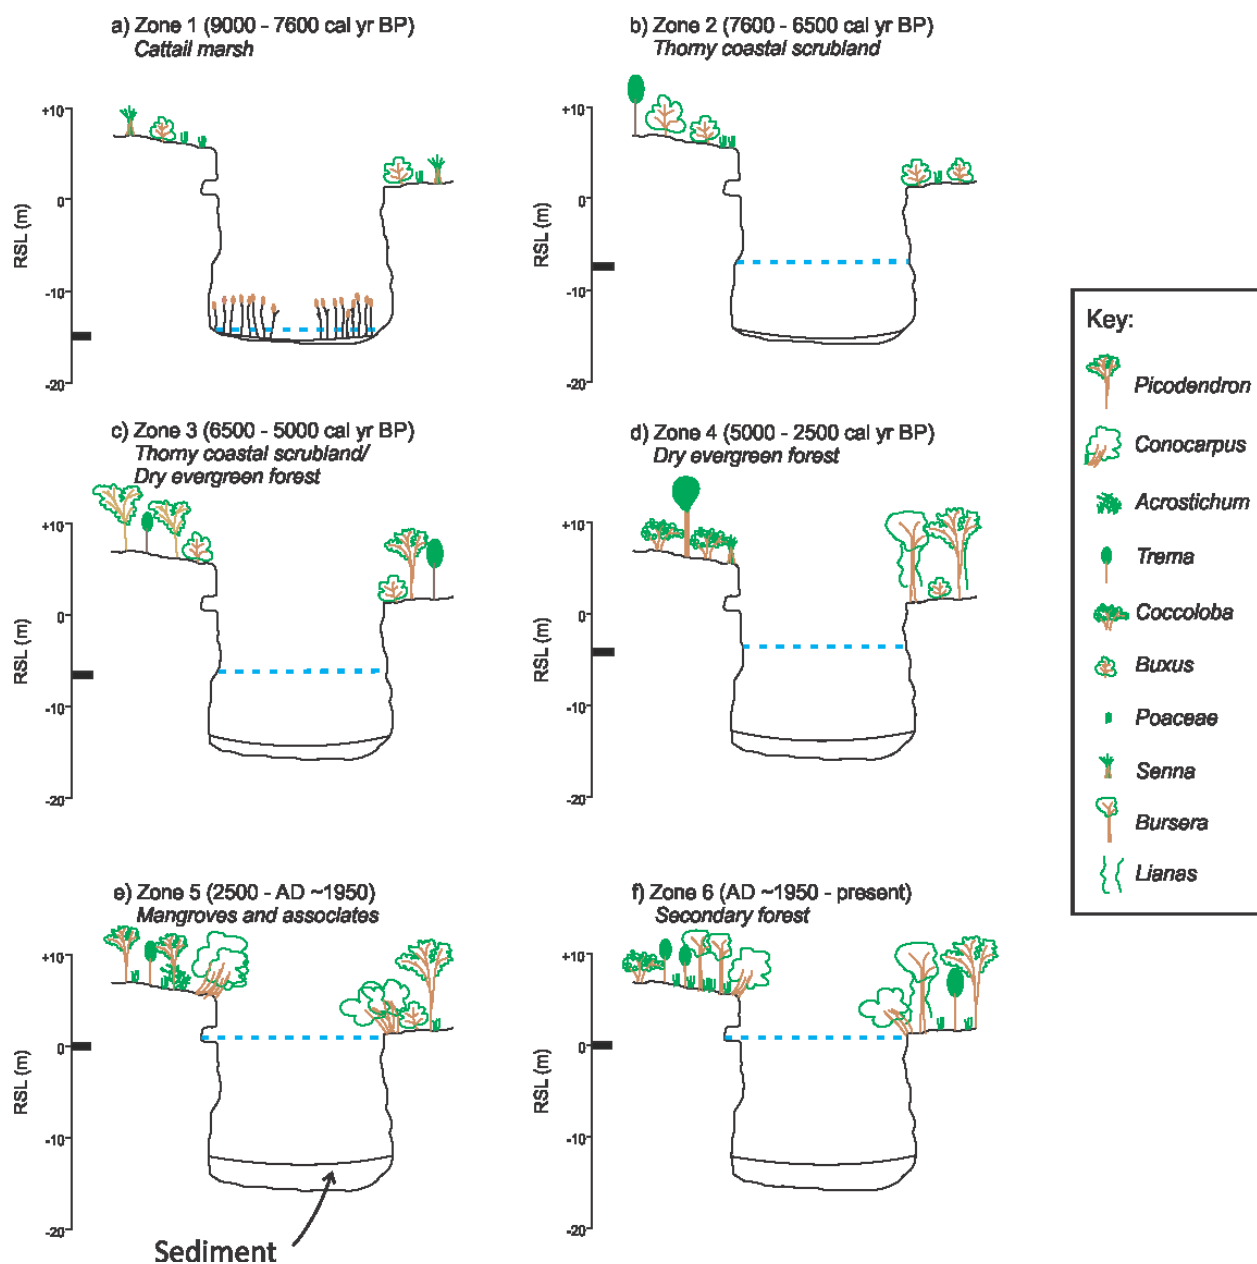 a) Zone 1 (9000 - 7600 cal yr BP)
Cattail marsh
+10
0
-10
-20
RSL (m)
b) Zone 2 (7600 - 6500 cal yr BP)
Thorny coastal scrubland
+10
0
-10
-20
RSL (m)
c) Zone 3 (6500 - 5000 cal yr BP)
Thorny coastal scrubland/
Dry evergreen forest
+10
0
-10
-20
RSL (m)
d) Zone 4 (5000 - 2500 cal yr BP)
Dry evergreen forest
+10
0
-10
-20
RSL (m)
e) Zone 5 (2500 - AD ~1950)
Mangroves and associates
+10
0
-10
-20
RSL (m)
Sediment
f) Zone 6 (AD ~1950 - present)
Secondary forest
+10
0
-10
-20
RSL (m)
Key:
Picodendron
Conocarpus
Acrostichum
Trema
Coccoloba
Buxus
Poaceae
Senna
Bursera
Lianas